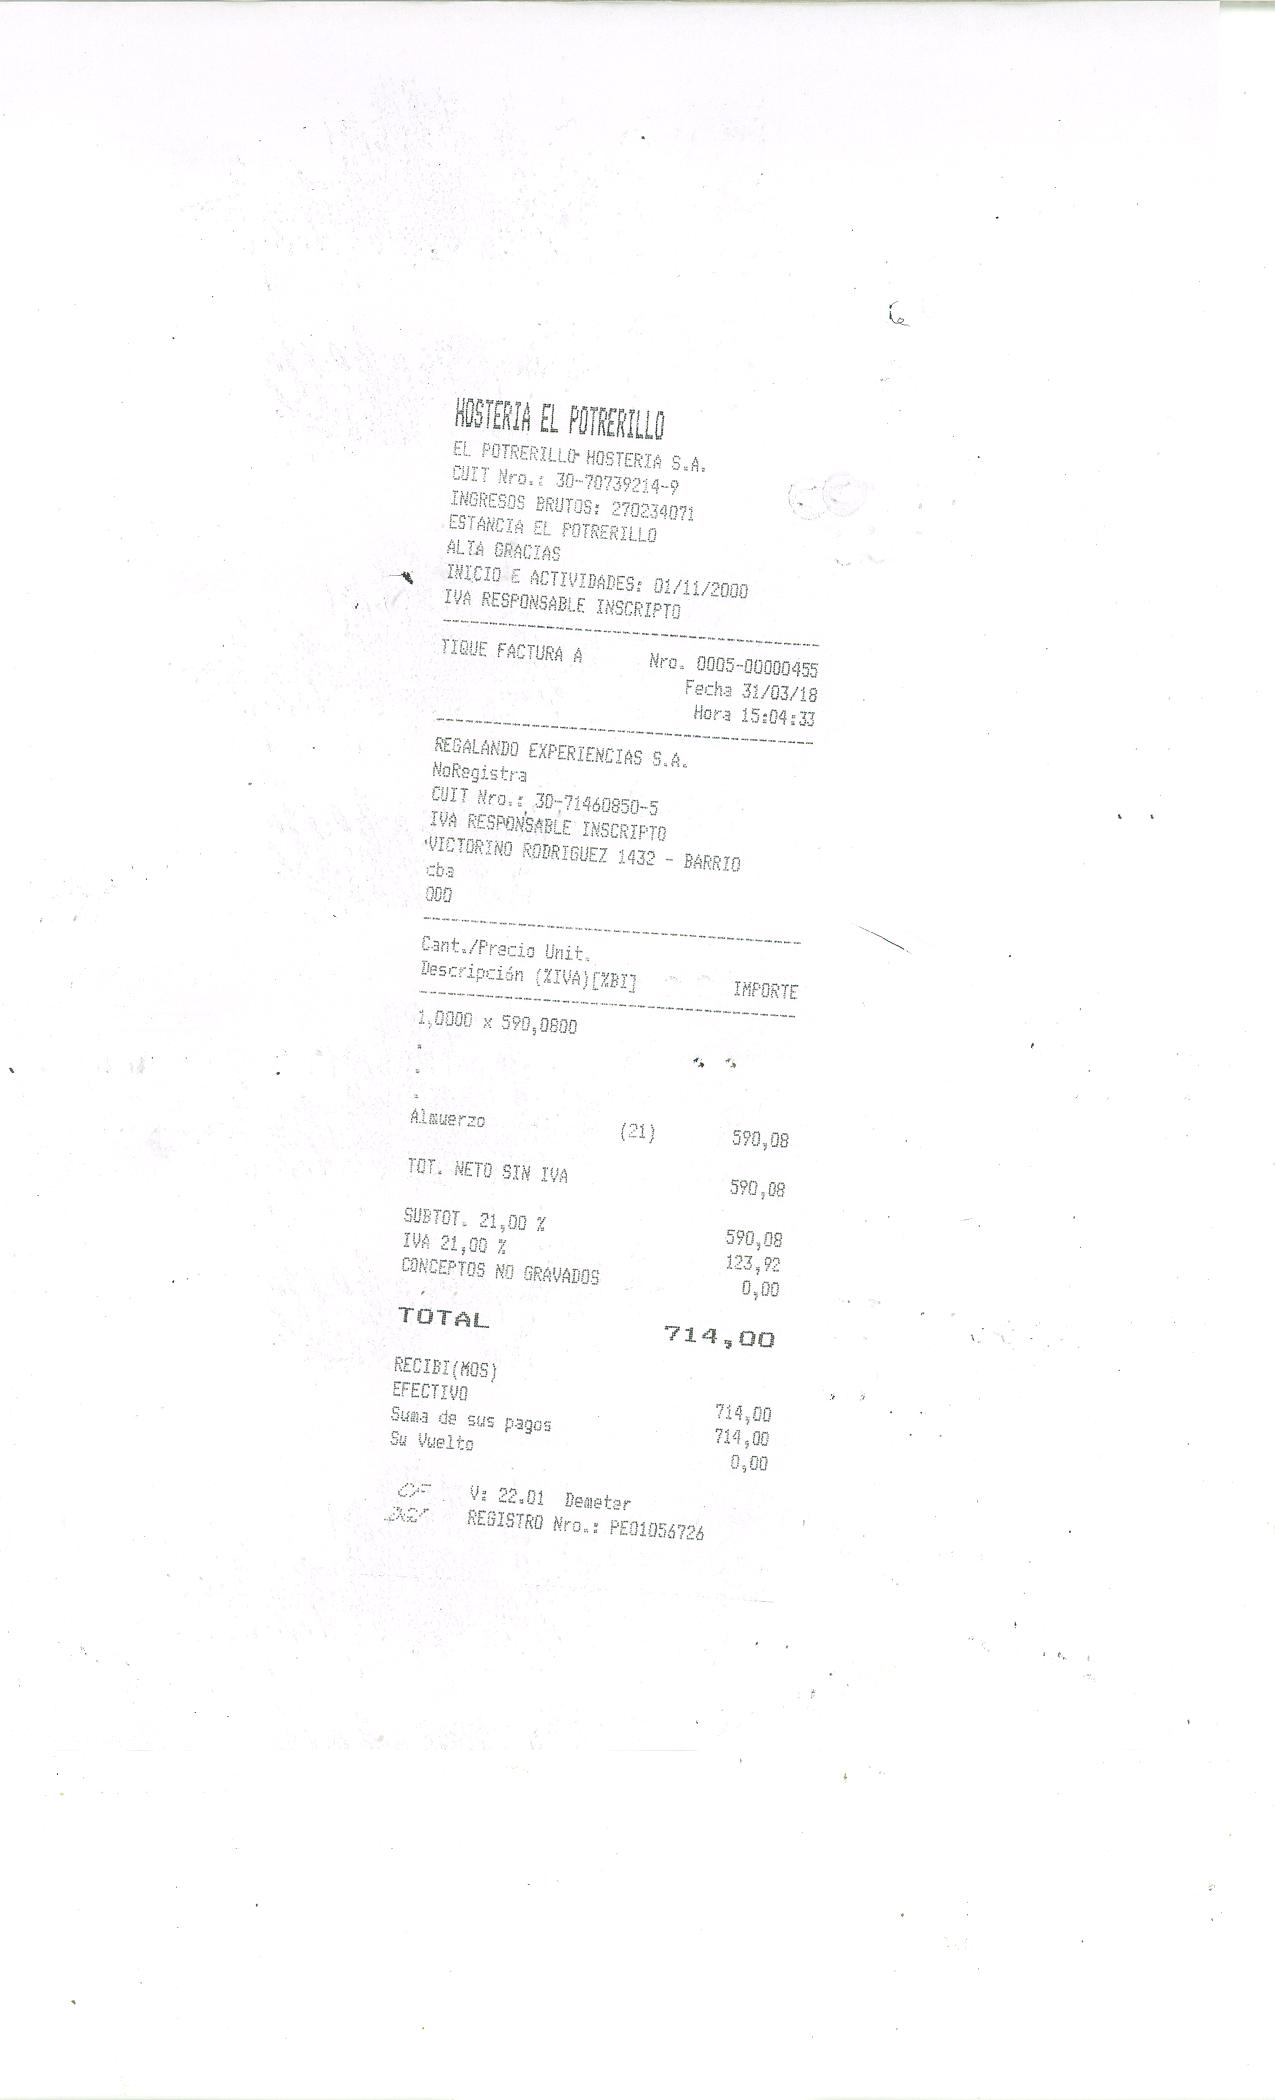 HOSTERIA EL POTRERILLO
EL POTRERILLO HOSTERIA S.A.
CUIT Nro.: 30-70739214-9
INGRESOS BRUTOS: 270234071
ESTANCIA EL POTRERILLO
ALTA GRACIAS
INICIO E ACTIVIDADES: 01/11/2000
IVA RESPONSABLE INSCRIPTO
TIQUE FACTURA A Nro. 0005-00000455
Fecha 31/03/18
Hora 15:04:33
REGALANDO EXPERIENCIAS S.A.
NoRegistra
CUIT Nro.: 30-71460850-5
IVA RESPONSABLE INSCRIPTO
VICTORINO RODRIGUEZ 1432 - BARRIO
cba
000
Cant./Precio Unit.
Descripción (%IVA)[%BI] IMPORTE
1,0000 x 590,0800
.
.
.
Almuerzo (21) 590,08
TOT. NETO SIN IVA 590,08
SUBTOT. 21,00 % 590,08
IVA 21,00 % 123,92
CONCEPTOS NO GRAVADOS 0,00
TOTAL 714,00
RECIBI(MOS)
EFECTIVO 714,00
Suma de sus pagos 714,00
Su Vuelto 0,00
CF V: 22.01 Demeter
DGI REGISTRO Nro.: PEO1056726